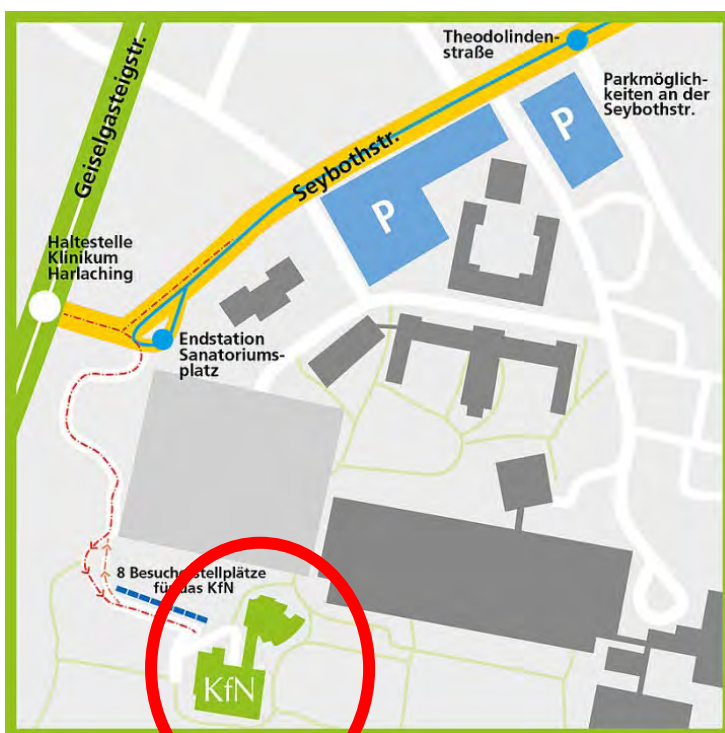 Theodolinden-
straße
Parkmöglich-
keiten an der
Seybothstr.
P
Geiselgasteigstr.
Seybothstr.
P
Haltestelle
Klinikum
Harlaching
Endstation
Sanatoriums-
platz
8 Besucherstellplätze
für das KfN
KfN